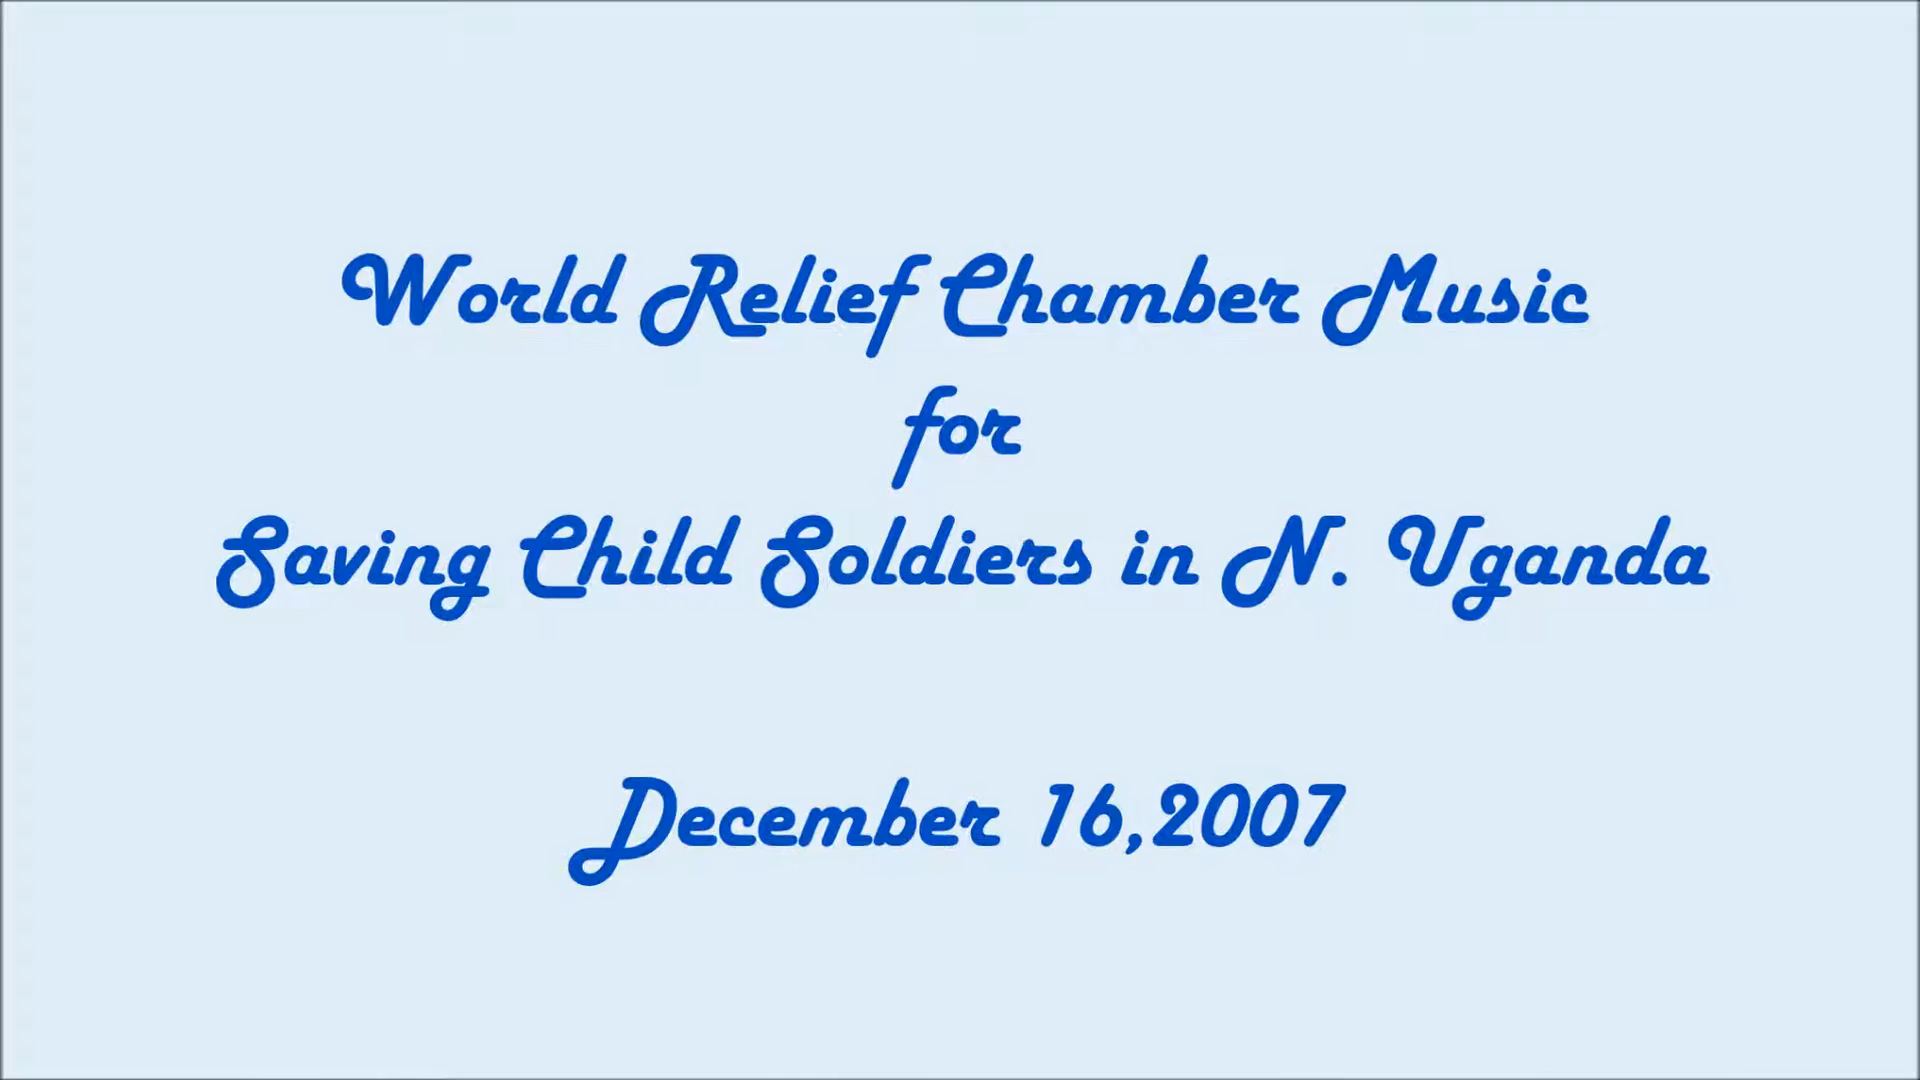 World Relief Chamber Music
for
Saving Child Soldiers in N. Uganda
December 16,2007